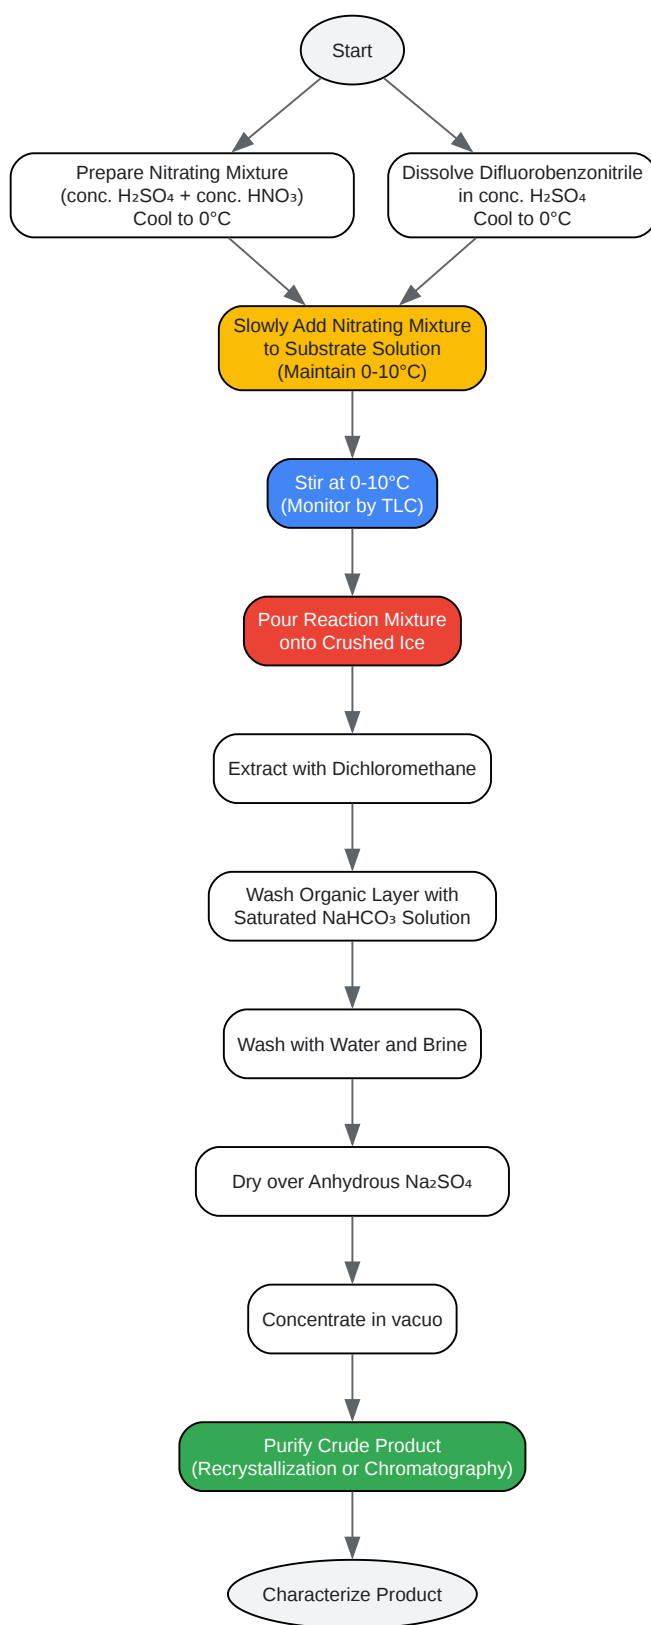 Start
Prepare Nitrating Mixture
(conc. H₂SO₄ + conc. HNO₃)
Cool to 0°C
Dissolve Difluorobenzonitrile
in conc. H₂SO₄
Cool to 0°C
Slowly Add Nitrating Mixture
to Substrate Solution
(Maintain 0-10°C)
Stir at 0-10°C
(Monitor by TLC)
Pour Reaction Mixture
onto Crushed Ice
Extract with Dichloromethane
Wash Organic Layer with
Saturated NaHCO₃ Solution
Wash with Water and Brine
Dry over Anhydrous Na₂SO₄
Concentrate in vacuo
Purify Crude Product
(Recrystallization or Chromatography)
Characterize Product